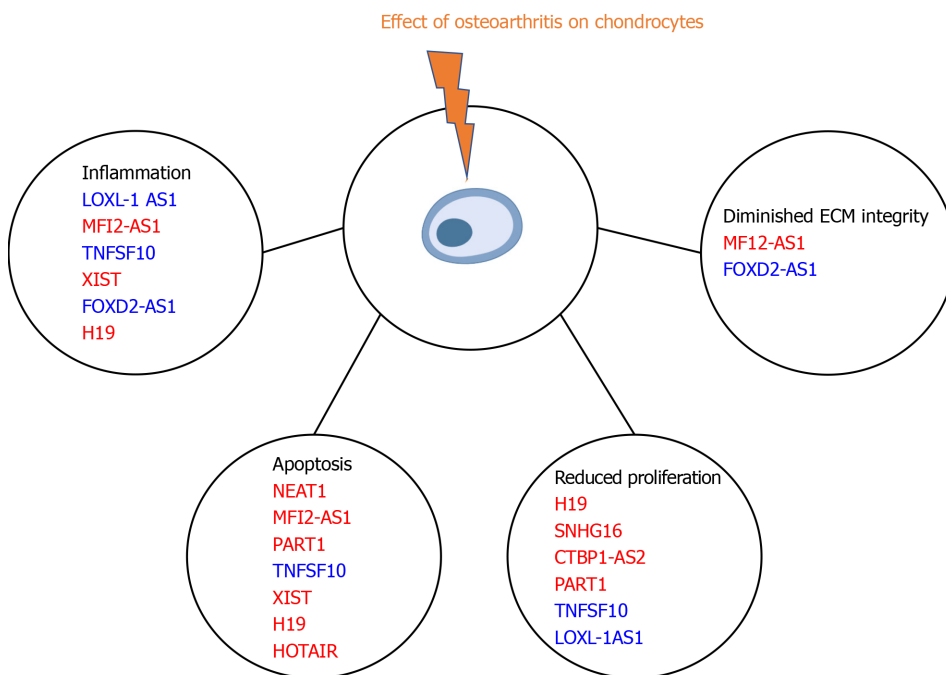 Effect of osteoarthritis on chondrocytes
Inflammation
LOXL-1 AS1
MFI2-AS1
TNFSF10
XIST
FOXD2-AS1
H19
Diminished ECM integrity
MF12-AS1
FOXD2-AS1
Apoptosis
NEAT1
MFI2-AS1
PART1
TNFSF10
XIST
H19
HOTAIR
Reduced proliferation
H19
SNHG16
CTBP1-AS2
PART1
TNFSF10
LOXL-1AS1